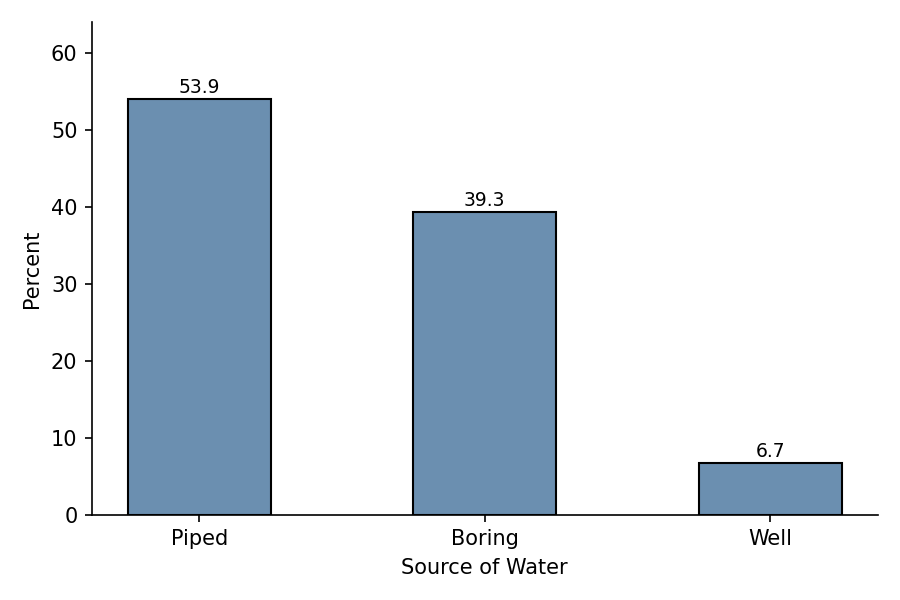 60
50
40
30
20
10
0
Percent
53.9
39.3
6.7
Piped
Boring
Well
Source of Water